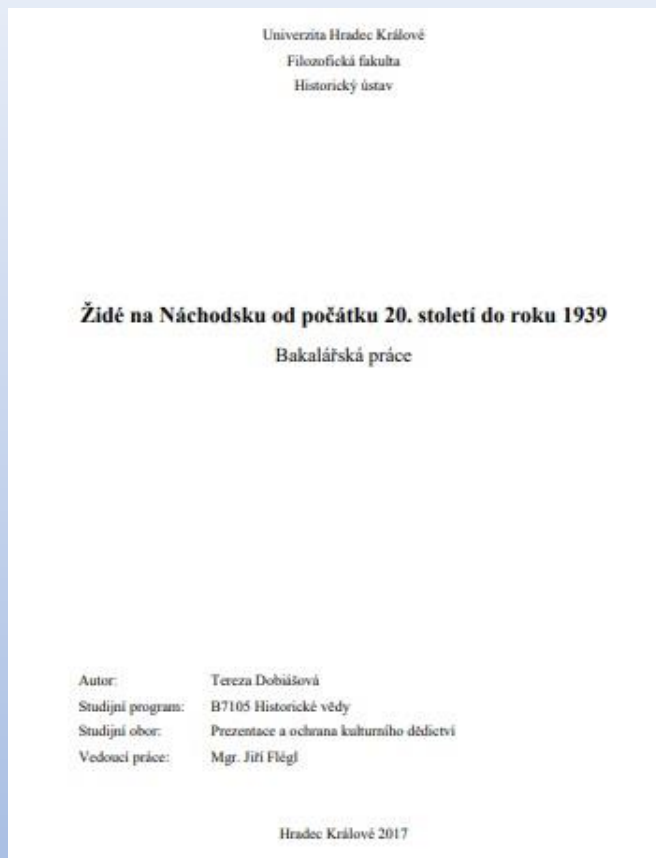 Univerzita Hradec Králové
Filozofická fakulta
Historický ústav
Židé na Náchodsku od počátku 20. století do roku 1939
Bakalářská práce
Autor: Tereza Dobiášová
Studijní program: B7105 Historické vědy
Studijní obor: Prezentace a ochrana kulturního dědictví
Vedoucí práce: Mgr. Jiří Flégl
Hradec Králové 2017